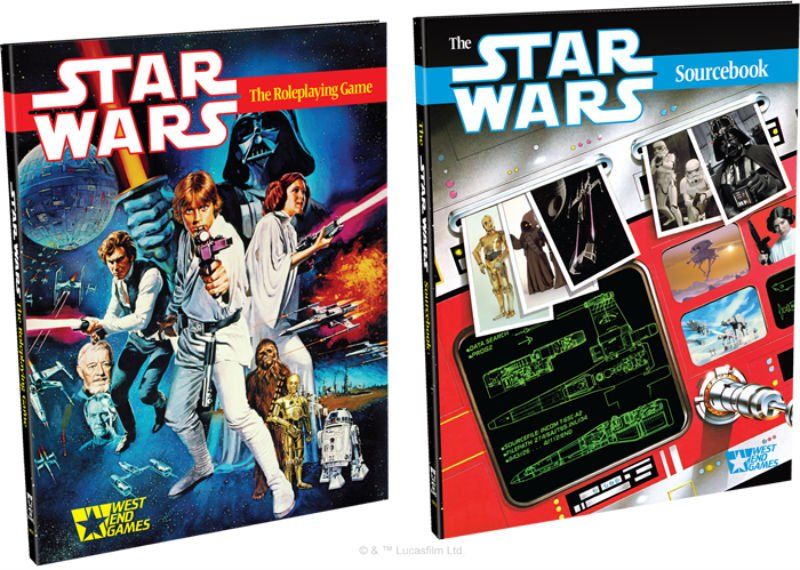 STAR
WARS
The Roleplaying Game
STAR WARS The Roleplaying Game
WEST
END
GAMES
The
STAR
WARS
Sourcebook
The STAR WARS Sourcebook
DATA SEARCH
PROG2
WEST
END
GAMES
© & ™ Lucasfilm Ltd.